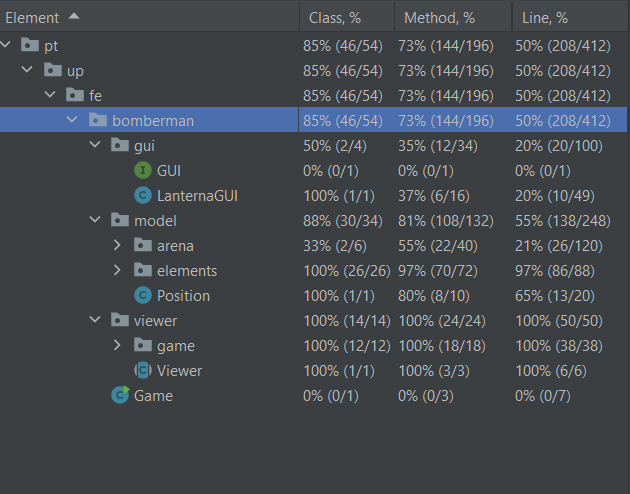 Element Class, % Method, % Line, %
pt 85% (46/54) 73% (144/196) 50% (208/412)
up 85% (46/54) 73% (144/196) 50% (208/412)
fe 85% (46/54) 73% (144/196) 50% (208/412)
bomberman 85% (46/54) 73% (144/196) 50% (208/412)
gui 50% (2/4) 35% (12/34) 20% (20/100)
I GUI 0% (0/1) 0% (0/1) 0% (0/1)
C LanternaGUI 100% (1/1) 37% (6/16) 20% (10/49)
model 88% (30/34) 81% (108/132) 55% (138/248)
arena 33% (2/6) 55% (22/40) 21% (26/120)
elements 100% (26/26) 97% (70/72) 97% (86/88)
C Position 100% (1/1) 80% (8/10) 65% (13/20)
viewer 100% (14/14) 100% (24/24) 100% (50/50)
game 100% (12/12) 100% (18/18) 100% (38/38)
C Viewer 100% (1/1) 100% (3/3) 100% (6/6)
C Game 0% (0/1) 0% (0/3) 0% (0/7)